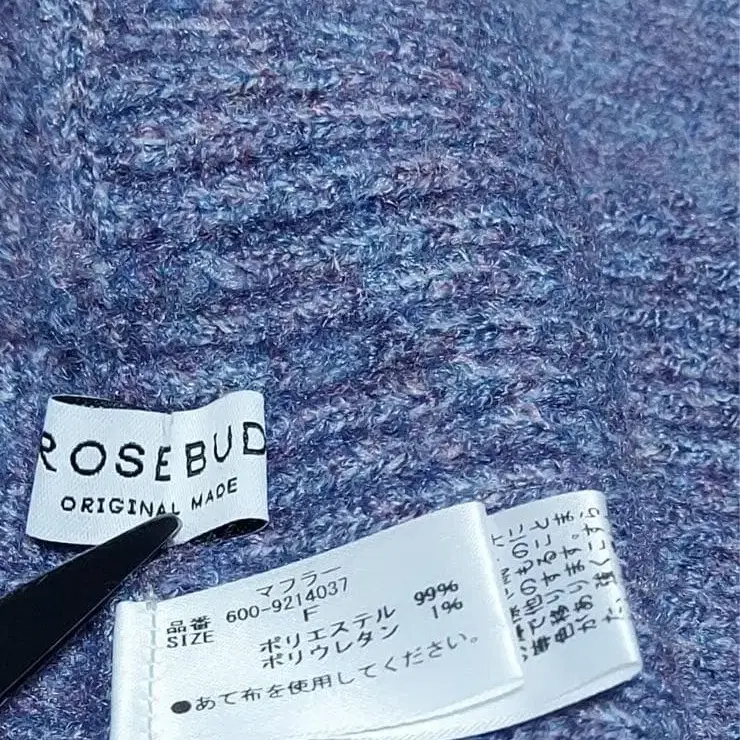 ROSEBUD
ORIGINAL MADE
マフラー
品番 600-9214037
SIZE F
ポリエステル 99%
ポリウレタン 1%
●あて布を使用してください。